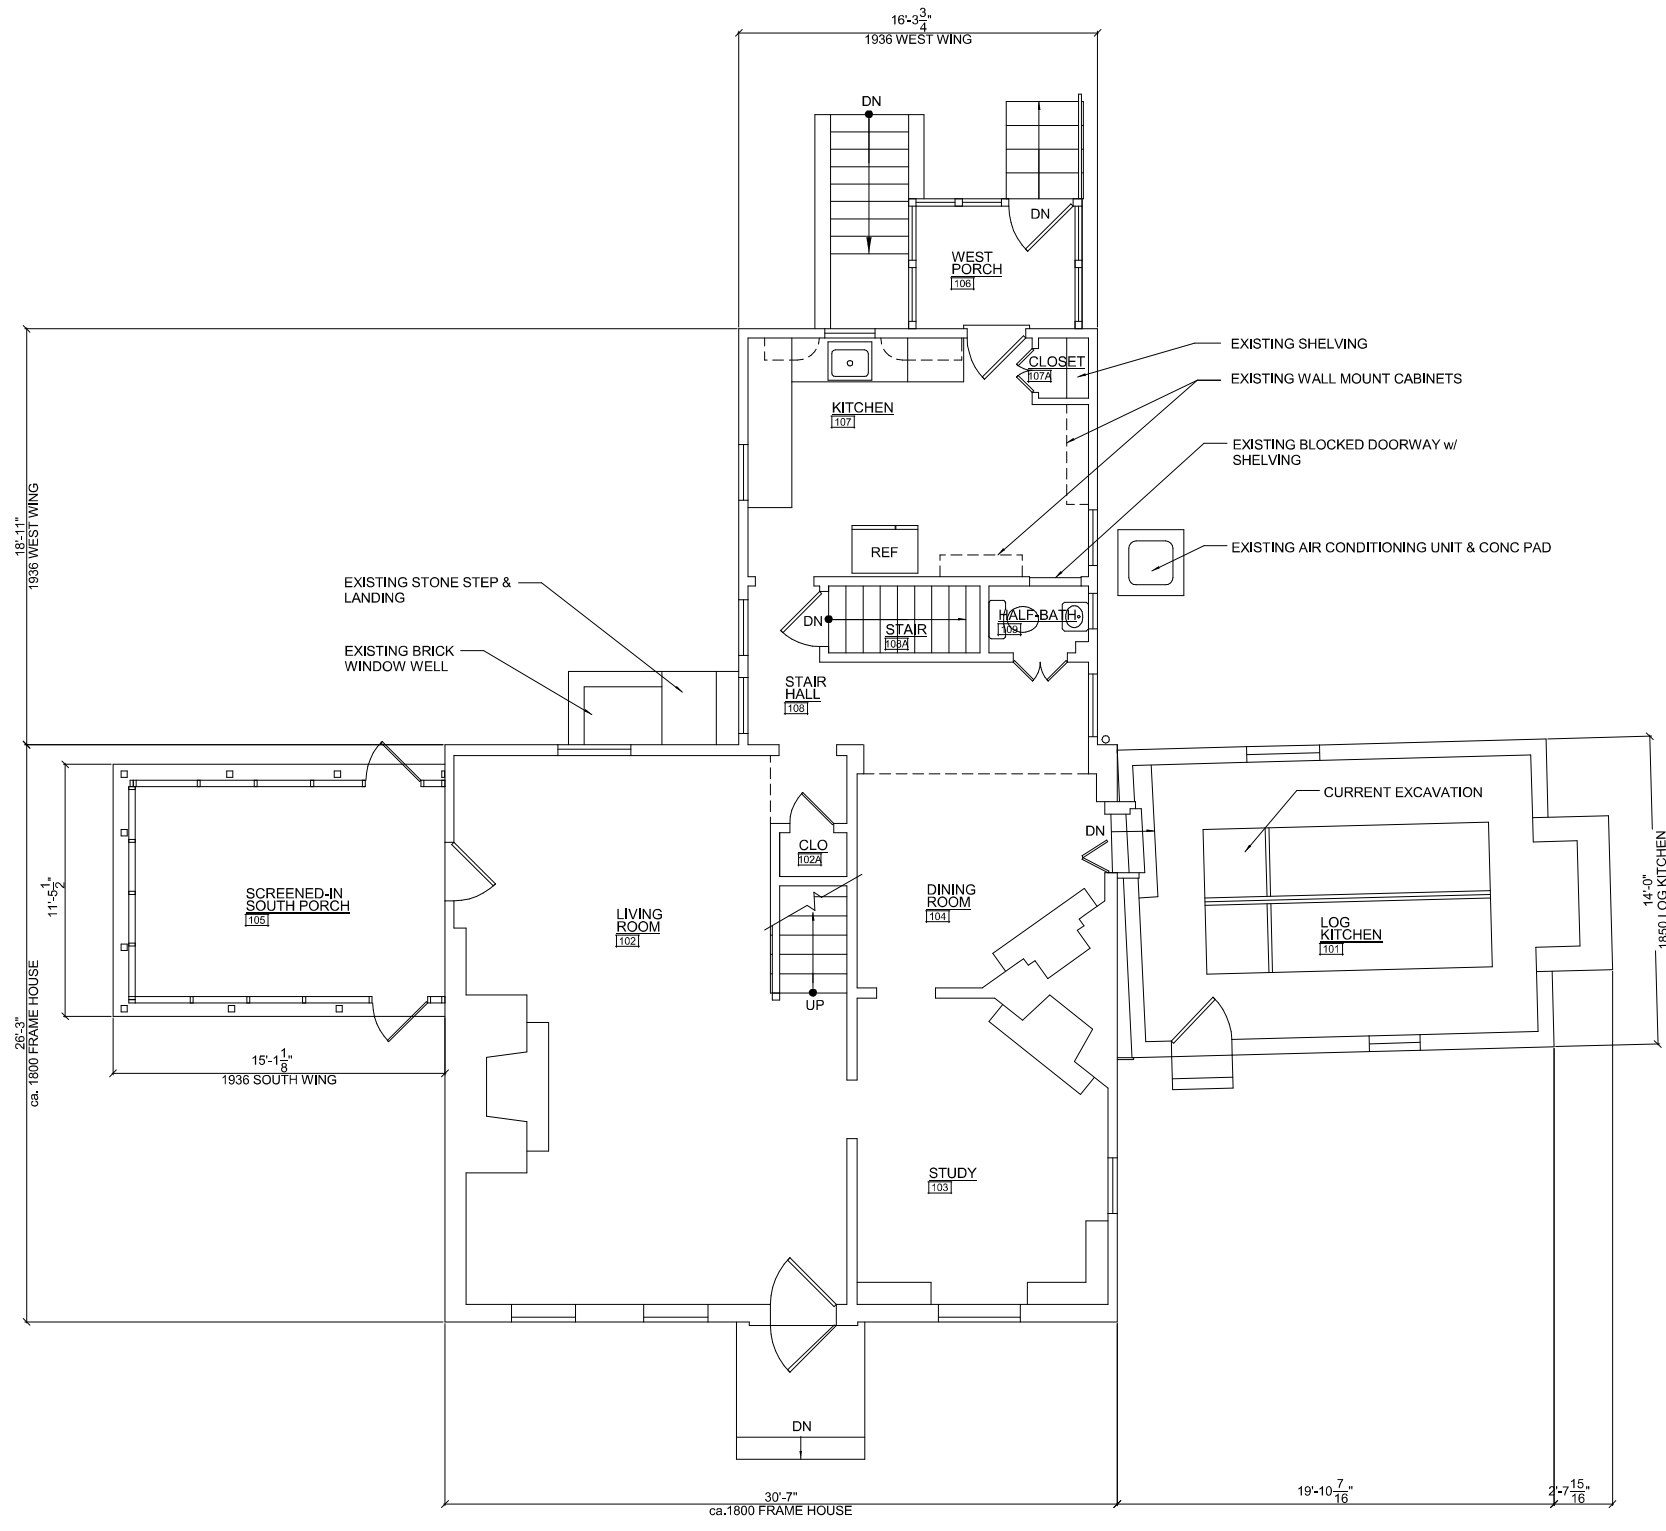 16'-3 3/4"
1936 WEST WING
DN
DN
WEST
PORCH
106
EXISTING SHELVING
CLOSET
107A
EXISTING WALL MOUNT CABINETS
KITCHEN
107
EXISTING BLOCKED DOORWAY w/
SHELVING
18'-11"
1936 WEST WING
REF
EXISTING AIR CONDITIONING UNIT & CONC PAD
EXISTING STONE STEP &
LANDING
DN
STAIR
108A
HALF-BATH
109
EXISTING BRICK
WINDOW WELL
STAIR
HALL
108
CURRENT EXCAVATION
DN
CLO
102A
14'-0"
1850 LOG KITCHEN
11'-5 1/2"
SCREENED-IN
SOUTH PORCH
105
LIVING
ROOM
102
DINING
ROOM
104
LOG
KITCHEN
101
UP
26'-3"
ca. 1800 FRAME HOUSE
15'-1 1/8"
1936 SOUTH WING
STUDY
103
DN
30'-7"
ca.1800 FRAME HOUSE
19'-10 7/16"
2'-7 15/16"